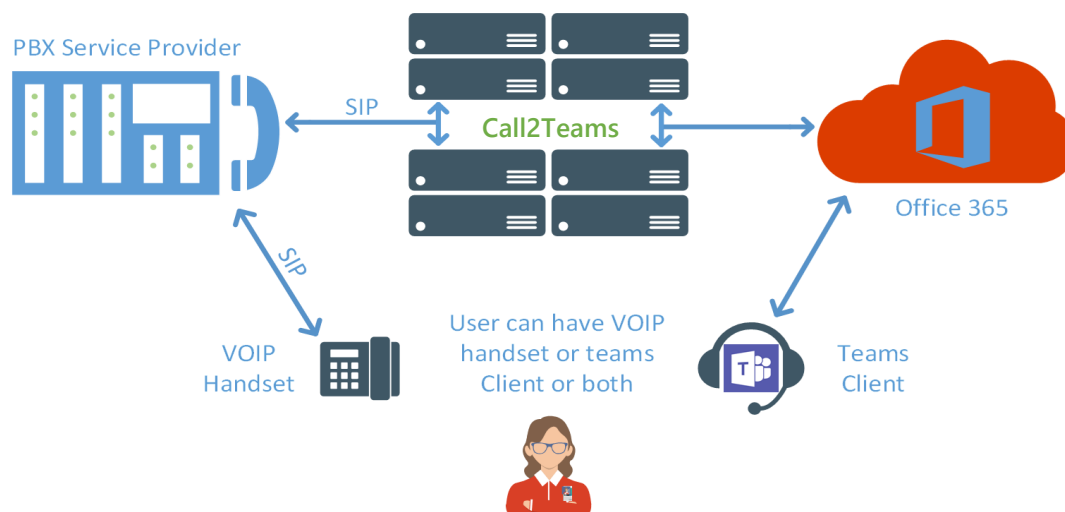 PBX Service Provider
SIP
Call2Teams
Office 365
SIP
VOIP
Handset
User can have VOIP
handset or teams
Client or both
T
Teams
Client